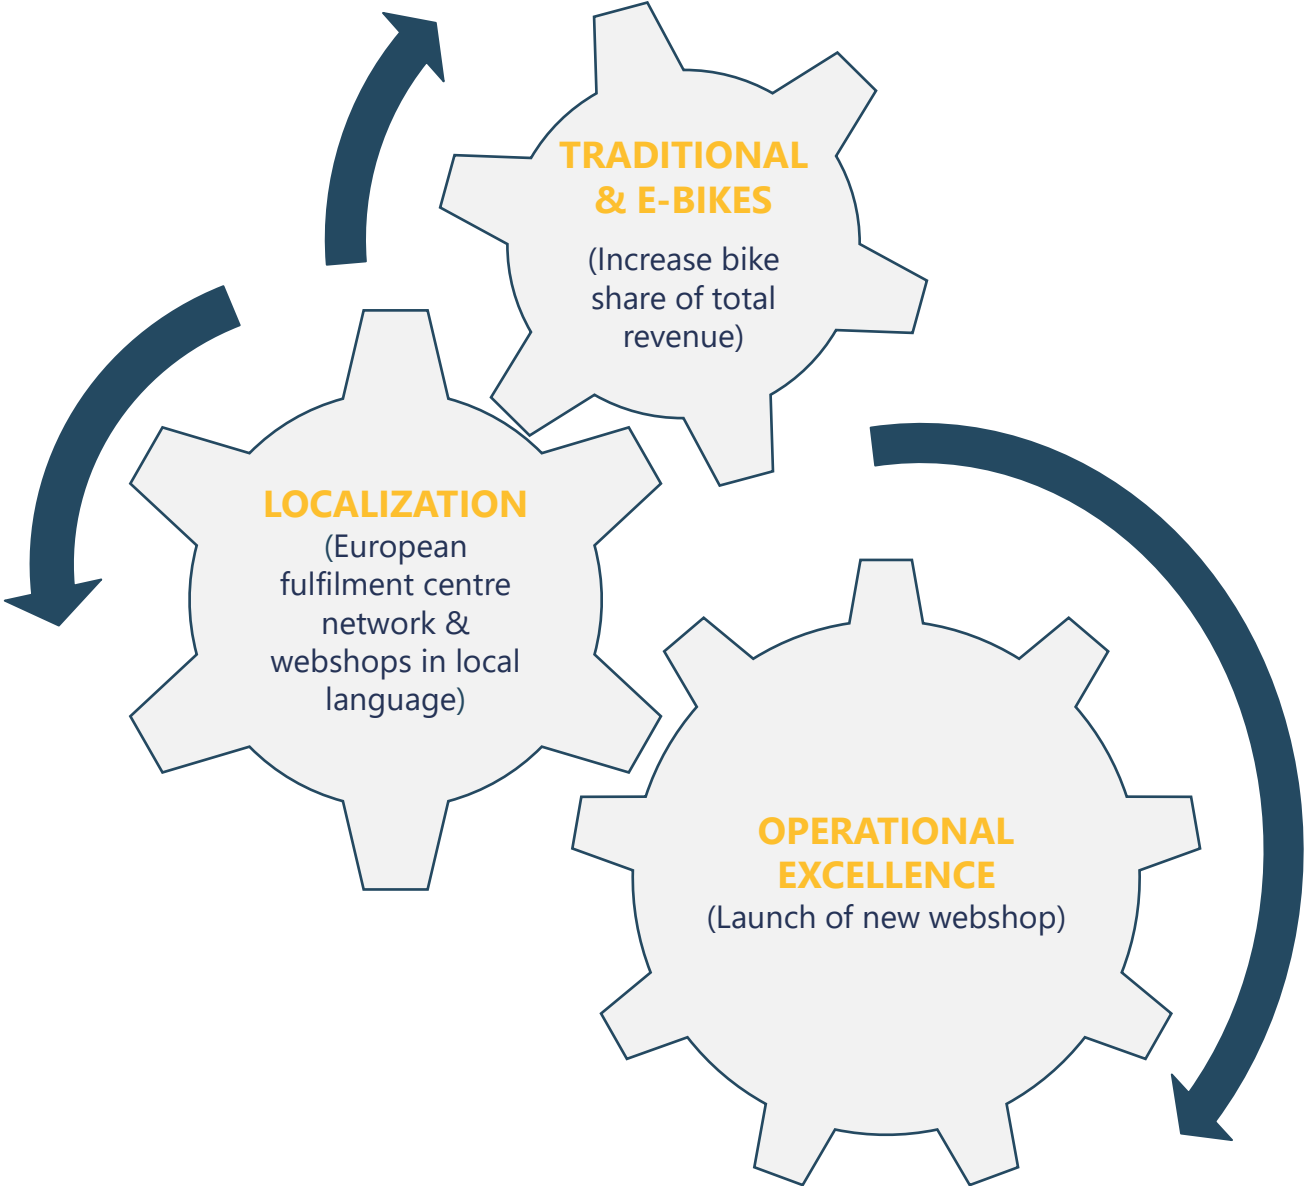 TRADITIONAL
& E-BIKES
(Increase bike
share of total
revenue)
LOCALIZATION
(European
fulfilment centre
network &
webshops in local
language)
OPERATIONAL
EXCELLENCE
(Launch of new webshop)